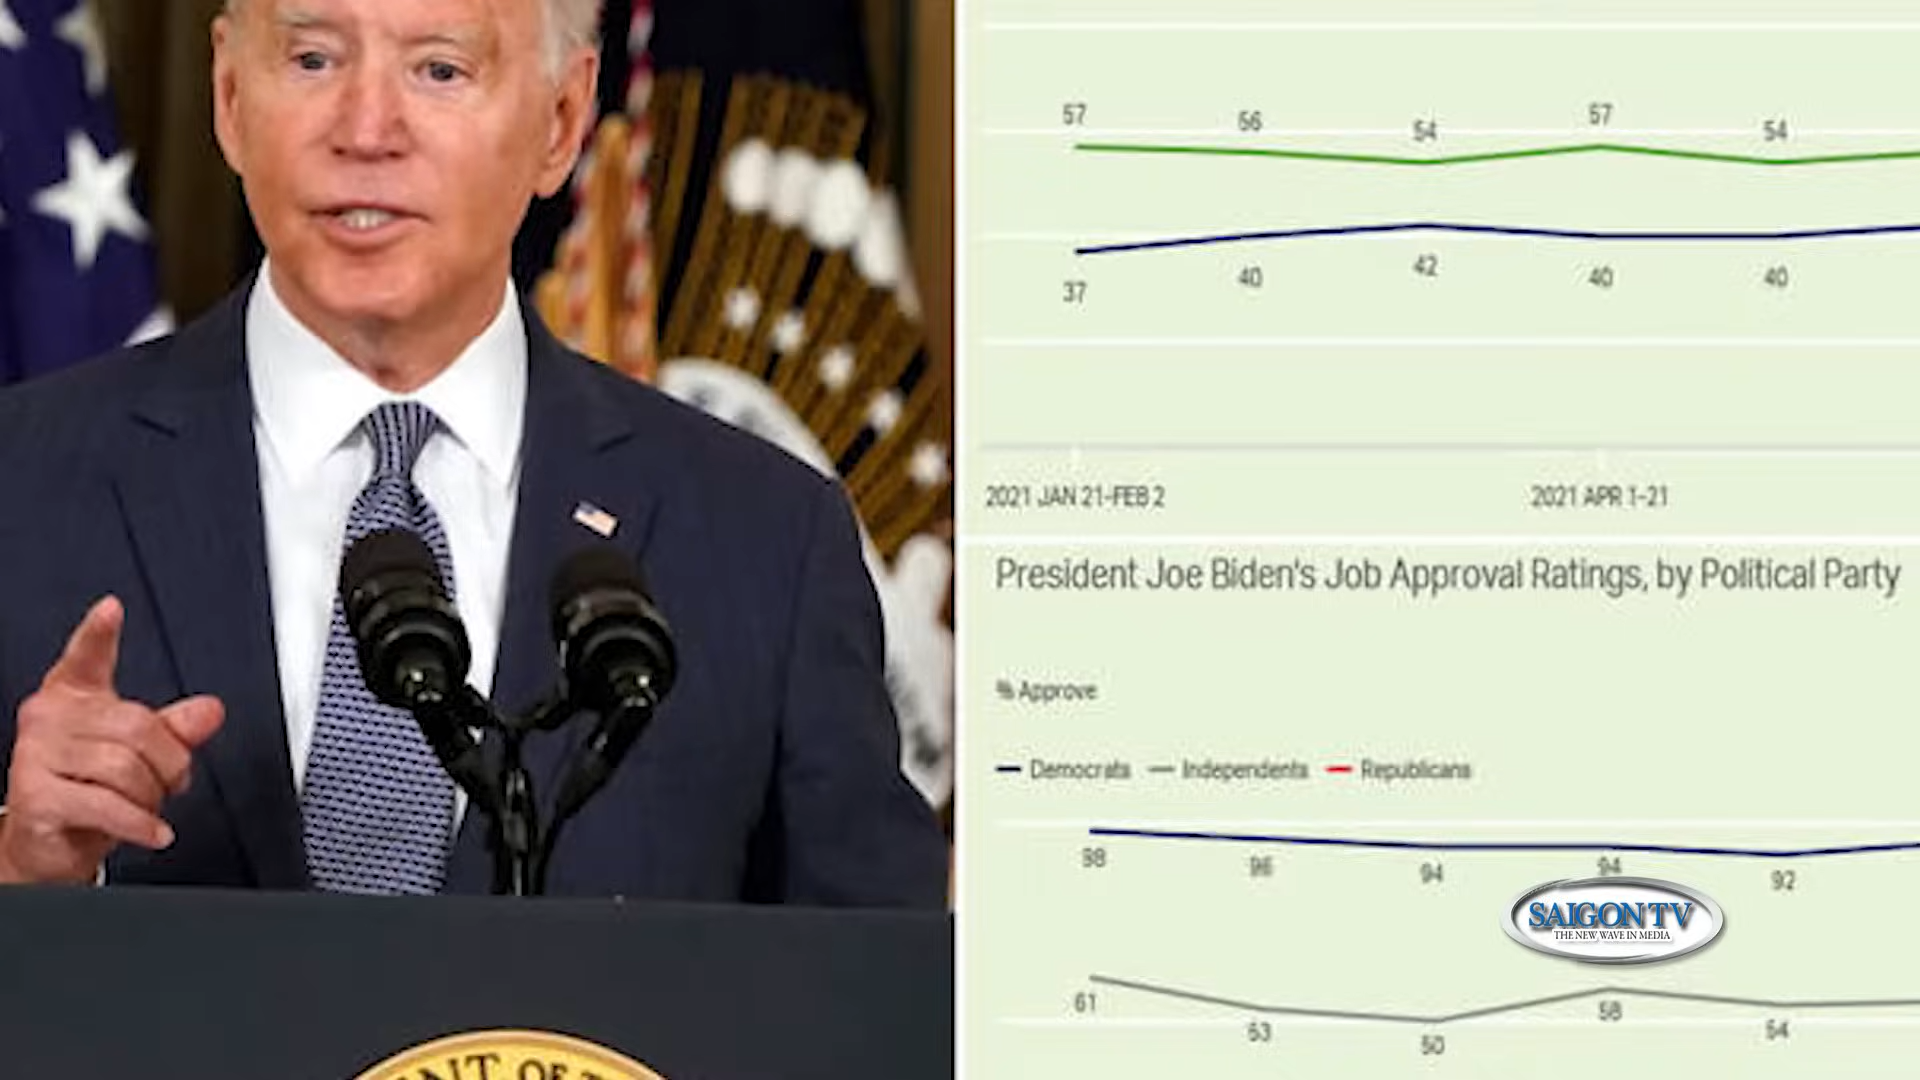 57 56 54 57 54
37 40 42 40 40
2021 JAN 21-FEB 2 2021 APR 1-21
President Joe Biden's Job Approval Ratings, by Political Party
% Approve
Democrats Independents Republicans
98 96 94 94 92
SAIGON TV
THE NEW WAVE IN MEDIA
61 53 50 58 54
ENT OF T